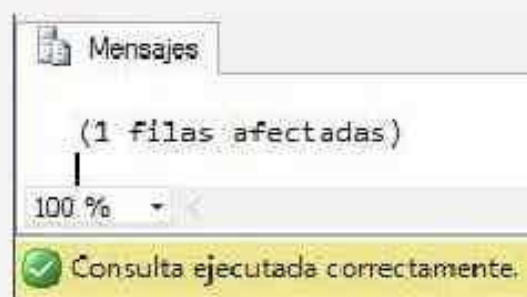 Mensajes
(1 filas afectadas)
100 %
Consulta ejecutada correctamente.